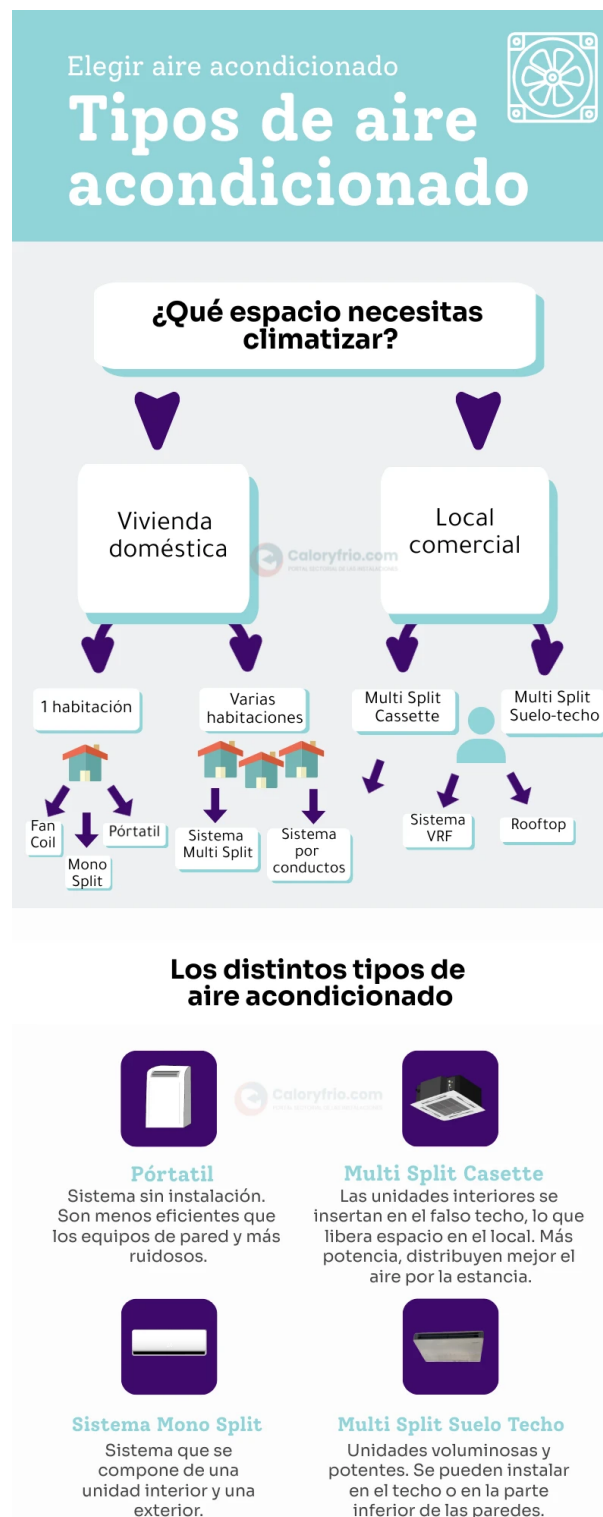 Elegir aire acondicionado
Tipos de aire
acondicionado
¿Qué espacio necesitas
climatizar?
Vivienda
doméstica
Local
comercial
Caloryfrio.com
1 habitación
Varias
habitaciones
Multi Split
Cassette
Multi Split
Suelo-techo
Fan
Coil
Mono
Split
Pórtatil
Sistema
Multi Split
Sistema
por
conductos
Sistema
VRF
Rooftop
Los distintos tipos de
aire acondicionado
Caloryfrio.com
Pórtatil
Sistema sin instalación.
Son menos eficientes que
los equipos de pared y más
ruidosos.
Multi Split Casette
Las unidades interiores se
insertan en el falso techo, lo que
libera espacio en el local. Más
potencia, distribuyen mejor el
aire por la estancia.
Sistema Mono Split
Sistema que se
compone de una
unidad interior y una
exterior.
Multi Split Suelo Techo
Unidades voluminosas y
potentes. Se pueden instalar
en el techo o en la parte
inferior de las paredes.